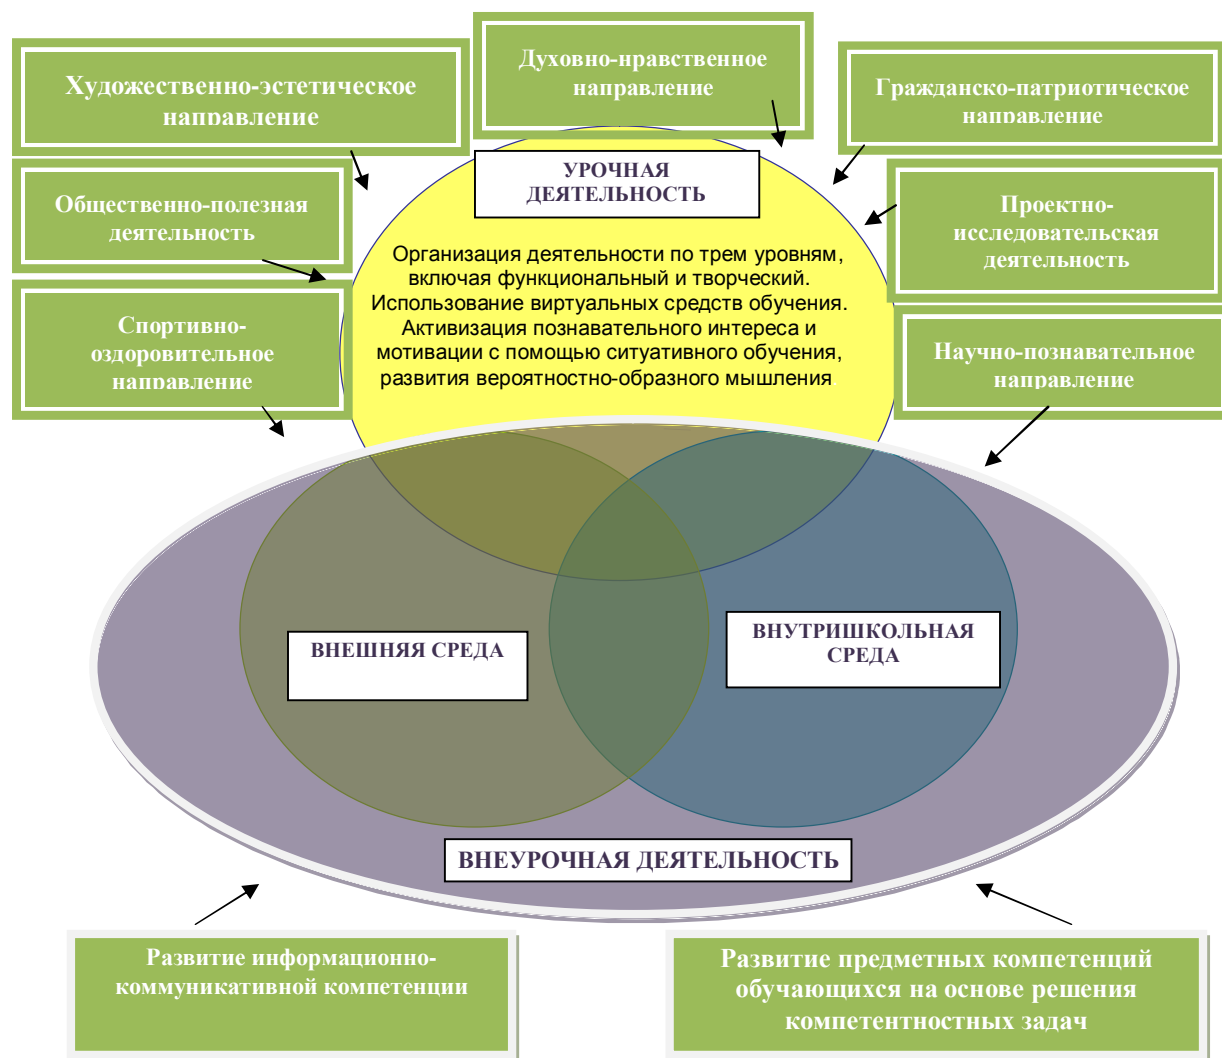 Художественно-эстетическое
направление
Духовно-нравственное
направление
Гражданско-патриотическое
направление
Общественно-полезная
деятельность
УРОЧНАЯ
ДЕЯТЕЛЬНОСТЬ
Проектно-
исследовательская
деятельность
Организация деятельности по трем уровням,
включая функциональный и творческий.
Использование виртуальных средств обучения.
Активизация познавательного интереса и
мотивации с помощью ситуативного обучения,
развития вероятностно-образного мышления
Спортивно-
оздоровительное
направление
Научно-познавательное
направление
ВНЕШНЯЯ СРЕДА
ВНУТРИШКОЛЬНАЯ
СРЕДА
ВНЕУРОЧНАЯ ДЕЯТЕЛЬНОСТЬ
Развитие информационно-
коммуникативной компетенции
Развитие предметных компетенций
обучающихся на основе решения
компетентностных задач